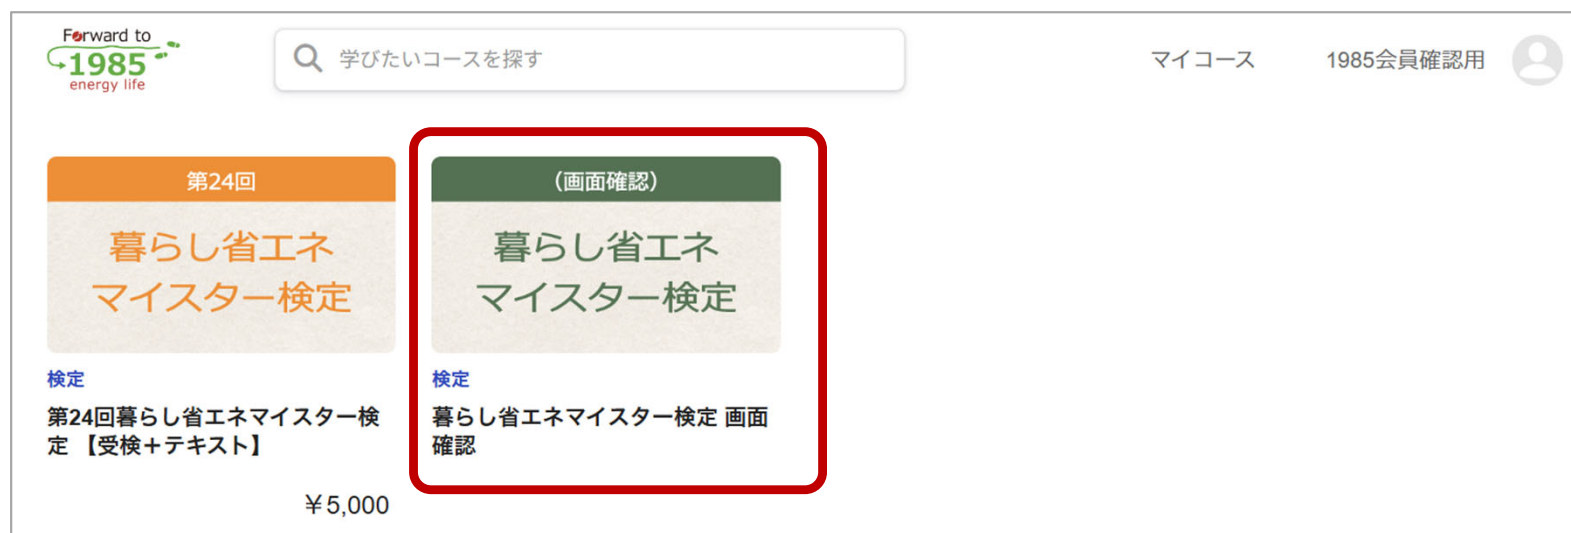 Forward to
1985
energy life
学びたいコースを探す
マイコース
1985会員確認用
第24回
暮らし省エネ
マイスター検定
検定
第24回暮らし省エネマイスター検
定 【受検＋テキスト】
￥5,000
（画面確認）
暮らし省エネ
マイスター検定
検定
暮らし省エネマイスター検定 画面
確認